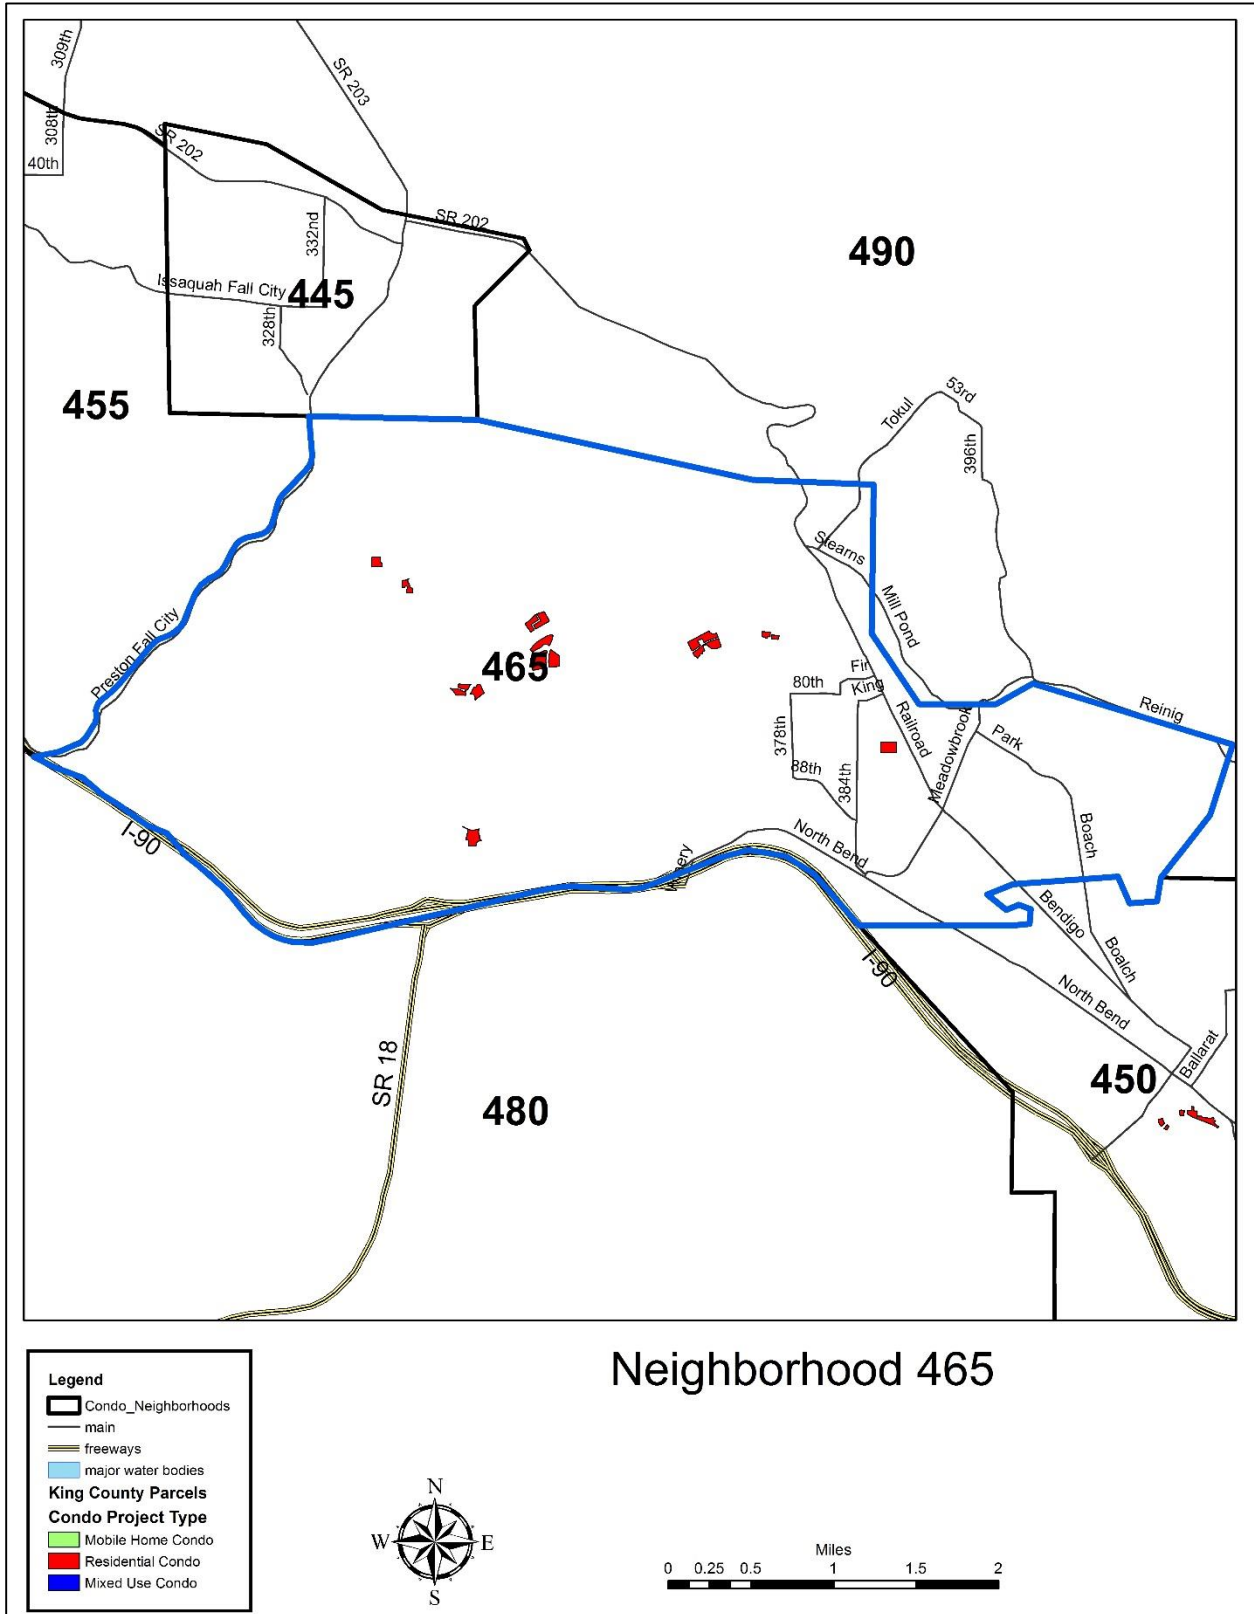 309th
SR 203
308th
SR 202
40th
332nd
SR 202
490
Issaquah Fall City
445
328th
455
53rd
Tokul
396th
Stearns
Mill Pond
Preston Fall City
465
Fir
80th
King
Reinig
Railroad
Meadowbrook
Park
378th
88th
384th
I-90
North Bend
Boach
Bendigo
Boalch
I-90
North Bend
SR 18
Ballarat
450
480
Neighborhood 465
Legend
Condo_Neighborhoods
main
freeways
major water bodies
King County Parcels
Condo Project Type
Mobile Home Condo
Residential Condo
Mixed Use Condo
N
W E
S
Miles
0 0.25 0.5 1 1.5 2